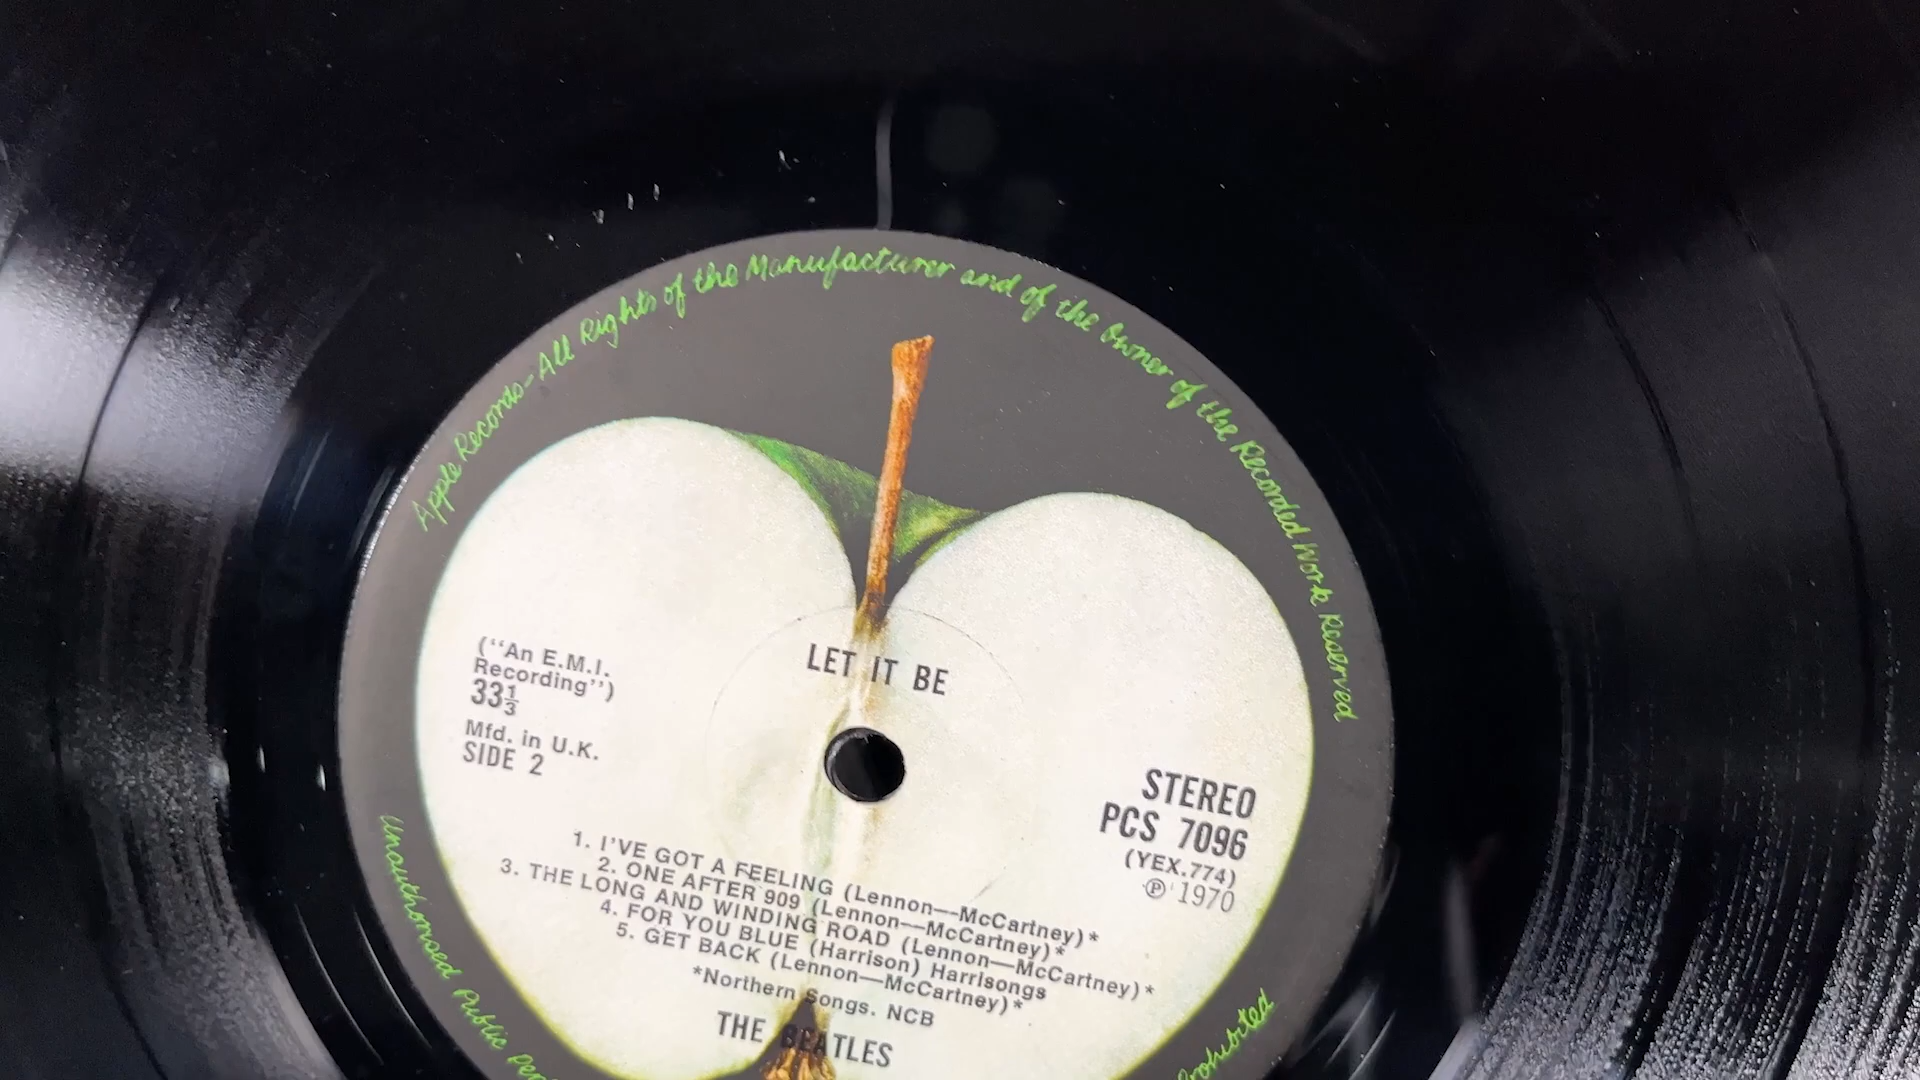 Apple Records-All Rights of the Manufacturer and of the Owner of the Recorded Work Reserved
LET IT BE
("An E.M.I.
Recording")
33⅓
Mfd. in U.K.
SIDE 2
STEREO
PCS 7096
(YEX.774)
℗ 1970
1. I'VE GOT A FEELING (Lennon—McCartney)*
2. ONE AFTER 909 (Lennon—McCartney)*
3. THE LONG AND WINDING ROAD (Lennon—McCartney)*
4. FOR YOU BLUE (Harrison) Harrisongs
5. GET BACK (Lennon—McCartney)*
*Northern Songs. NCB
THE BEATLES
Unauthorised Public
Prohibited